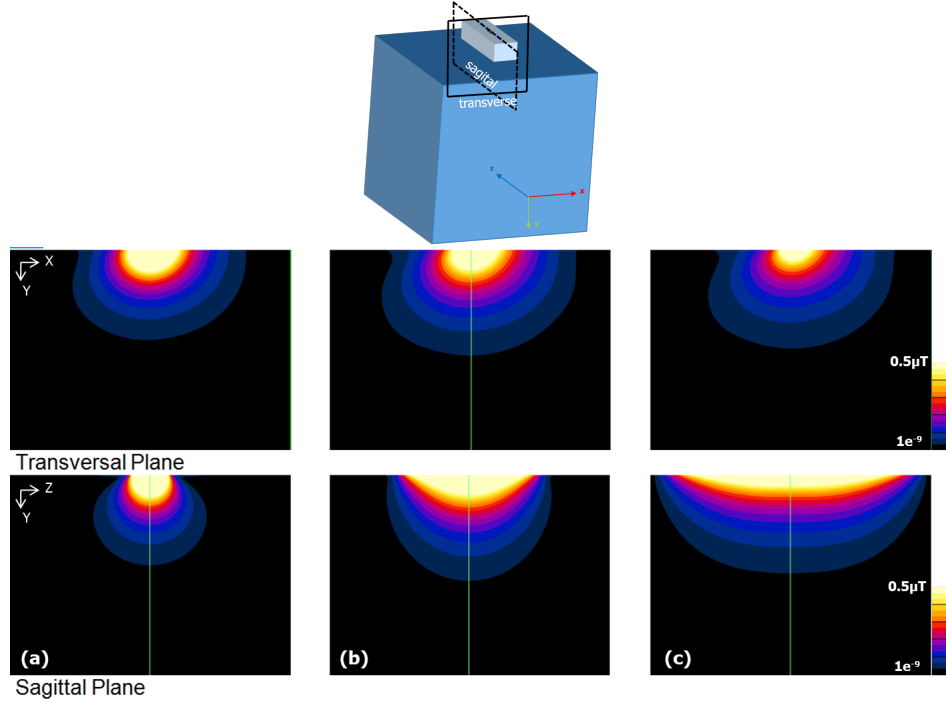 sagital
transverse
z
x
Y
X
Y
0.5μT
1e⁻⁹
Transversal Plane
Z
Y
0.5μT
(a)
(b)
(c)
1e⁻⁹
Sagittal Plane